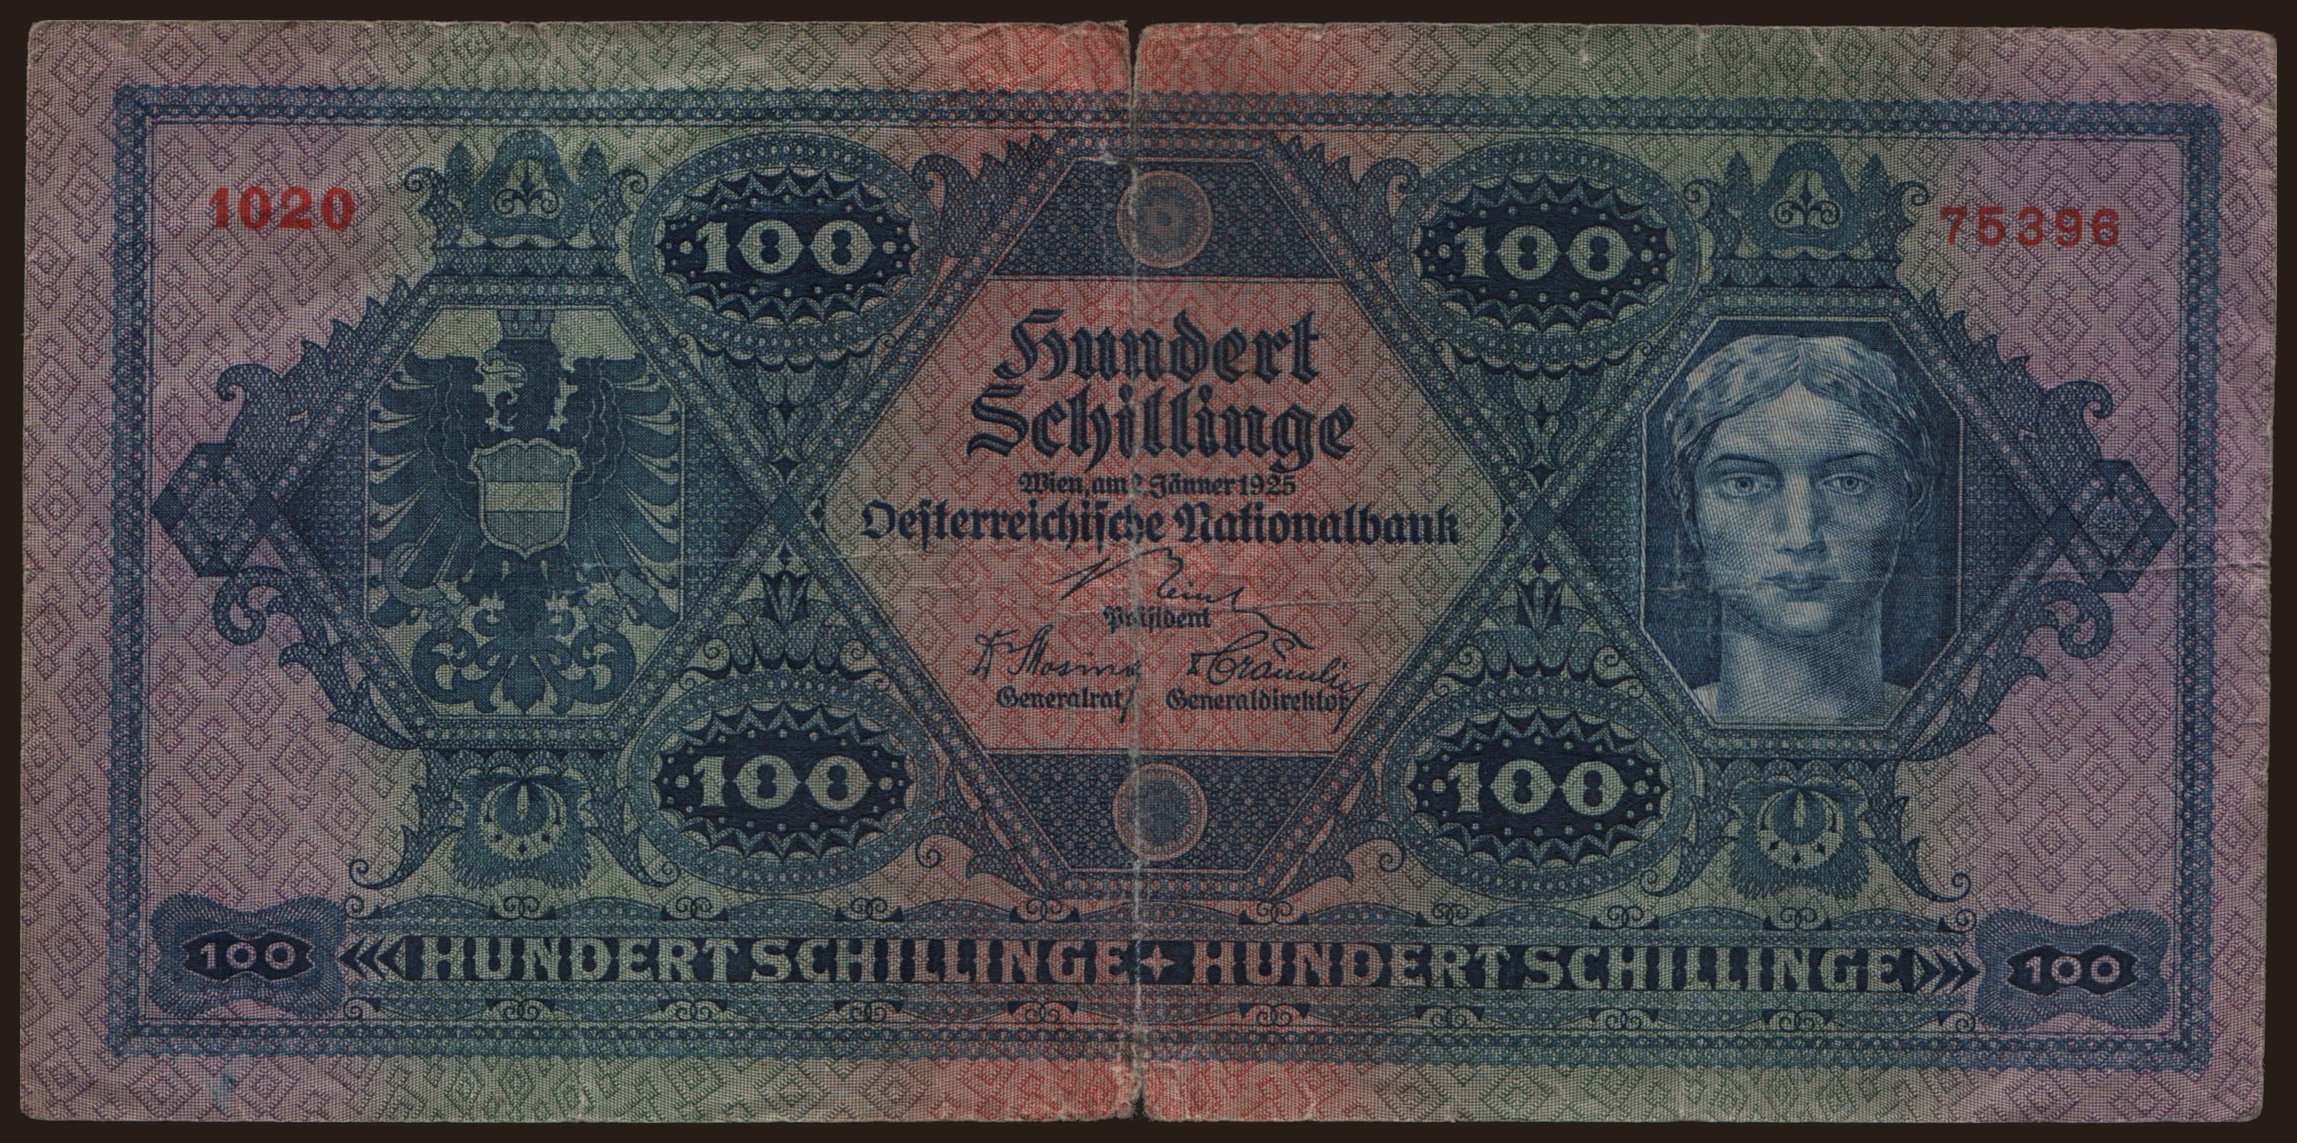 1020
75396
100
100
Hundert
Schillinge
Wien, am 2. Jänner 1925
Oesterreichische Nationalbank
Präsident
Generalrat
Generaldirektor
100
100
100
HUNDERT SCHILLINGE + HUNDERT SCHILLINGE
100